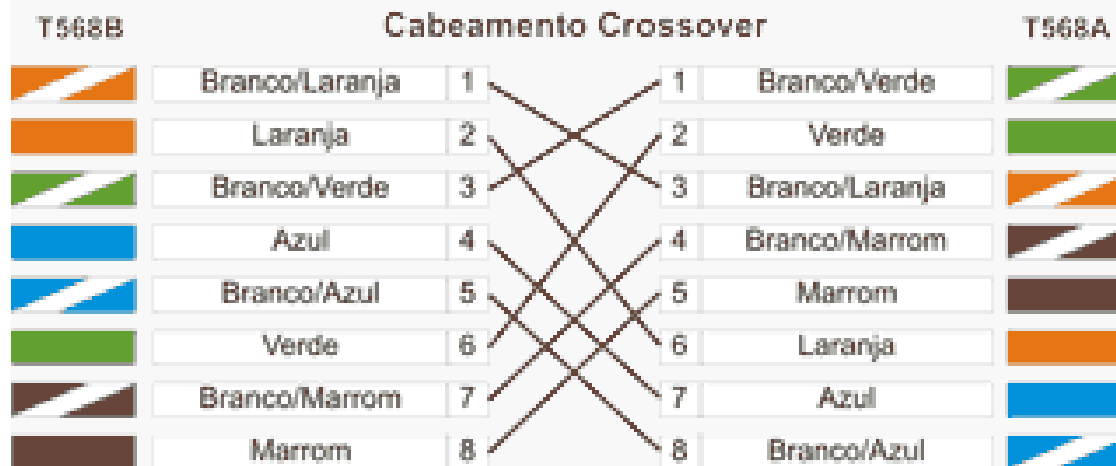 T568B Cabeamento Crossover T568A
Branco/Laranja 1 1 Branco/Verde
Laranja 2 2 Verde
Branco/Verde 3 3 Branco/Laranja
Azul 4 4 Branco/Marrom
Branco/Azul 5 5 Marrom
Verde 6 6 Laranja
Branco/Marrom 7 7 Azul
Marrom 8 8 Branco/Azul